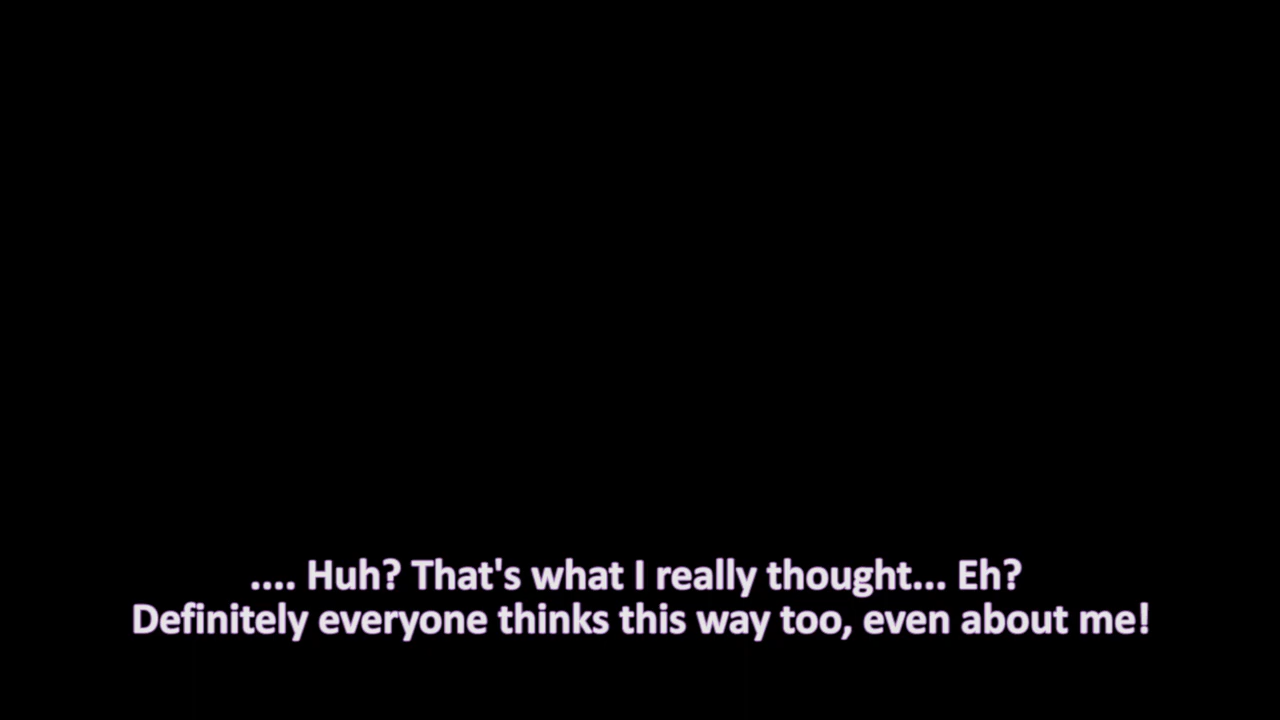 .... Huh? That's what I really thought... Eh?
Definitely everyone thinks this way too, even about me!